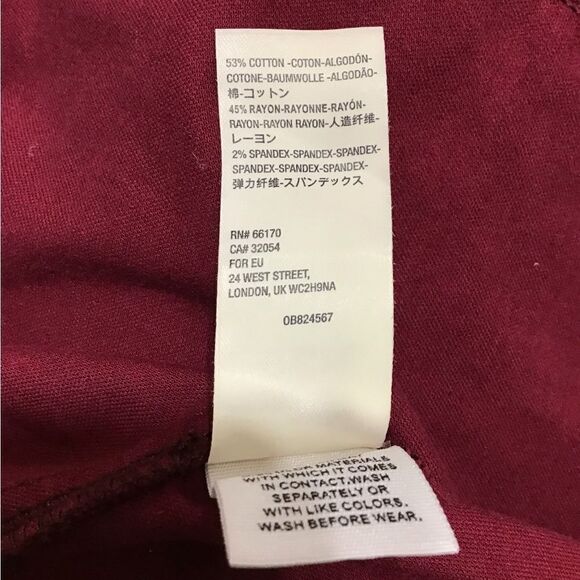 53% COTTON -COTON-ALGODÓN-
COTONE-BAUMWOLLE -ALGODÃO-
棉-コットン
45% RAYON-RAYONNE-RAYÓN-
RAYON-RAYON RAYON-人造纤维-
レーヨン
2% SPANDEX-SPANDEX-SPANDEX-
SPANDEX-SPANDEX-SPANDEX-
弹力纤维-スパンデックス
RN# 66170
CA# 32054
FOR EU
24 WEST STREET,
LONDON, UK WC2H9NA
OB824567
MATERIALS
WITH WHICH IT COMES
IN CONTACT.WASH
SEPARATELY OR
WITH LIKE COLORS.
WASH BEFORE WEAR.